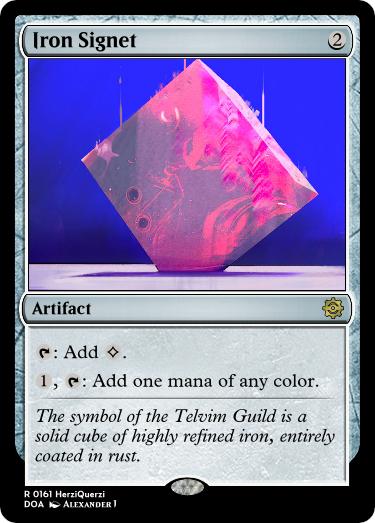 Iron Signet 2
Artifact
: Add .
1, : Add one mana of any color.
The symbol of the Telvim Guild is a
solid cube of highly refined iron, entirely
coated in rust.
R 0161 HerziQuerzi
DOA ALEXANDER I